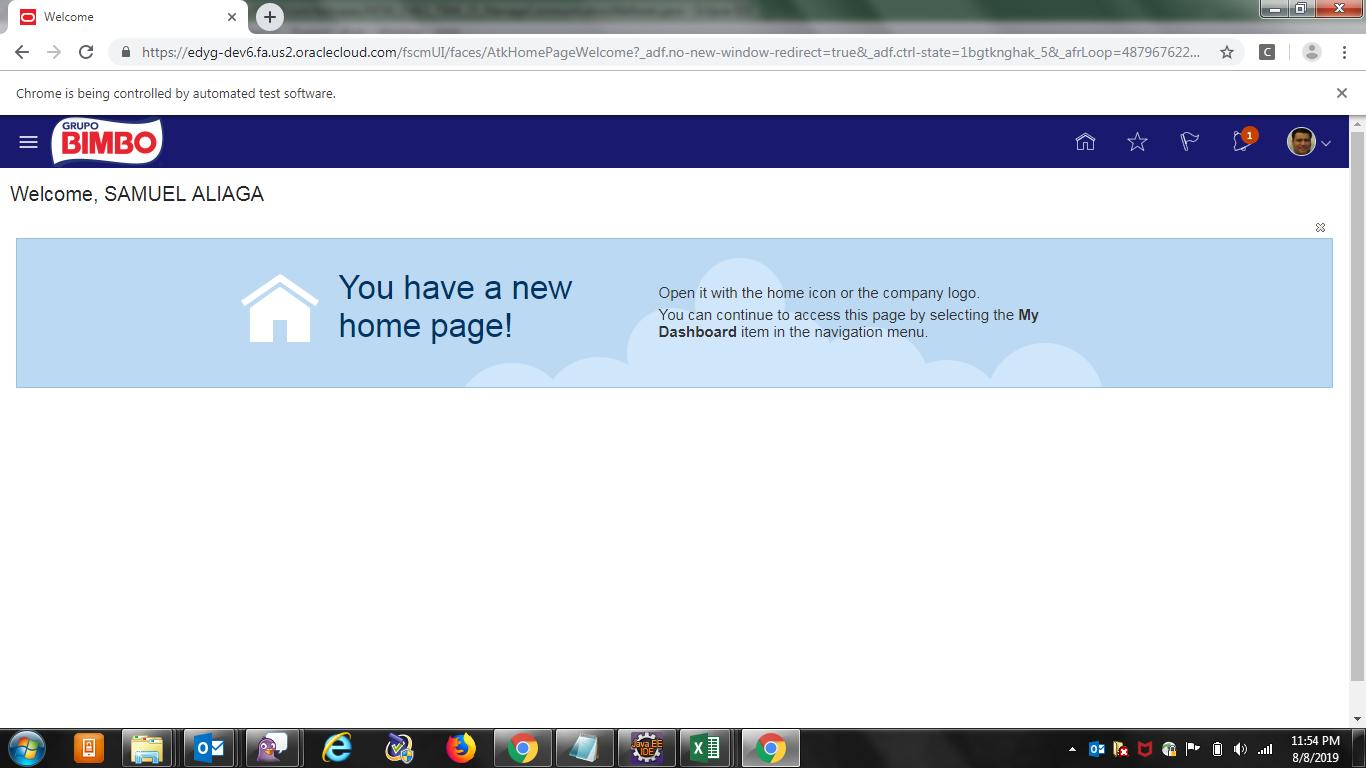 Welcome
https://edyg-dev6.fa.us2.oraclecloud.com/fscmUI/faces/AtkHomePageWelcome?_adf.no-new-window-redirect=true&_adf.ctrl-state=1bgtknghak_5&_afrLoop=487967622...
C
Chrome is being controlled by automated test software.
GRUPO
BIMBO
1
Welcome, SAMUEL ALIAGA
You have a new
home page!
Open it with the home icon or the company logo.
You can continue to access this page by selecting the My
Dashboard item in the navigation menu.
Java EE
IDE
11:54 PM
8/8/2019